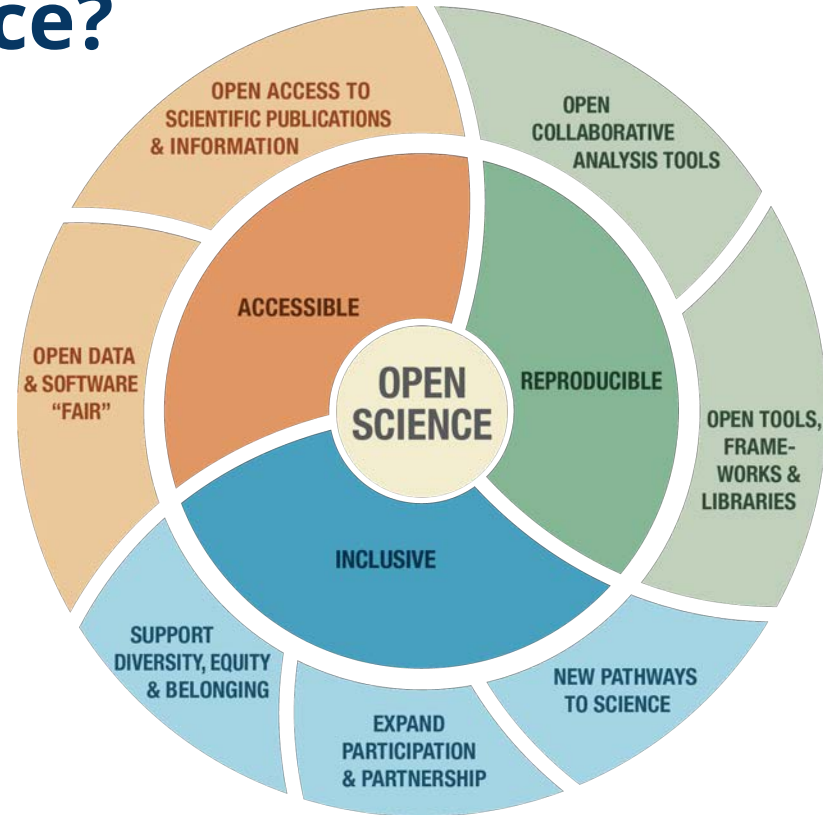 ce?
OPEN ACCESS TO
SCIENTIFIC PUBLICATIONS
& INFORMATION
OPEN
COLLABORATIVE
ANALYSIS TOOLS
ACCESSIBLE
OPEN DATA
& SOFTWARE
“FAIR”
OPEN
SCIENCE
REPRODUCIBLE
OPEN TOOLS,
FRAME-
WORKS &
LIBRARIES
INCLUSIVE
SUPPORT
DIVERSITY, EQUITY
& BELONGING
EXPAND
PARTICIPATION
& PARTNERSHIP
NEW PATHWAYS
TO SCIENCE